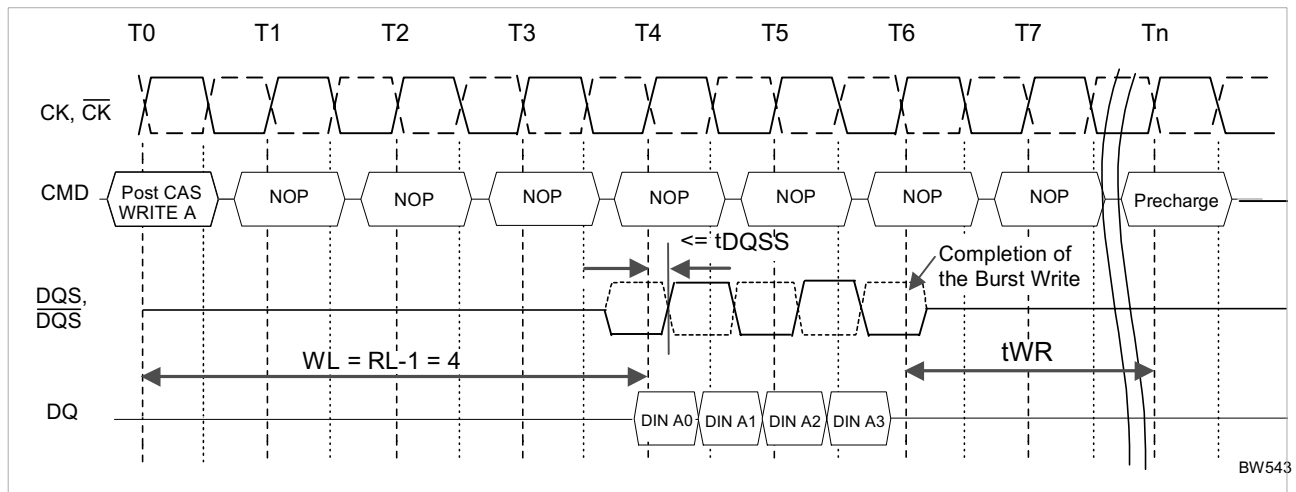 T0 T1 T2 T3 T4 T5 T6 T7 Tn
CK, CK
CMD Post CAS WRITE A NOP NOP NOP NOP NOP NOP NOP Precharge
<= tDQSS
Completion of
the Burst Write
DQS,
DQS
WL = RL-1 = 4
tWR
DQ DIN A0 DIN A1 DIN A2 DIN A3
BW543